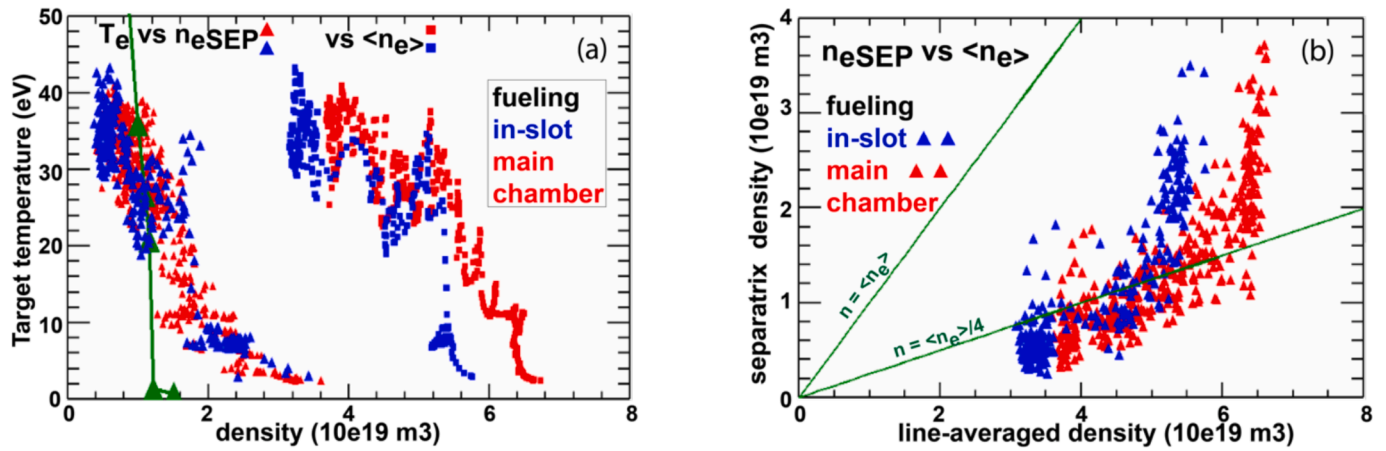 50
40
30
20
10
0
Target temperature (eV)
Te vs neSEP
vs <ne>
(a)
fueling
in-slot
main
chamber
0 2 4 6 8
density (10e19 m3)
4
3
2
1
0
separatrix density (10e19 m3)
neSEP vs <ne>
(b)
fueling
in-slot
main
chamber
n = <ne>
n = <ne>/4
0 2 4 6 8
line-averaged density (10e19 m3)